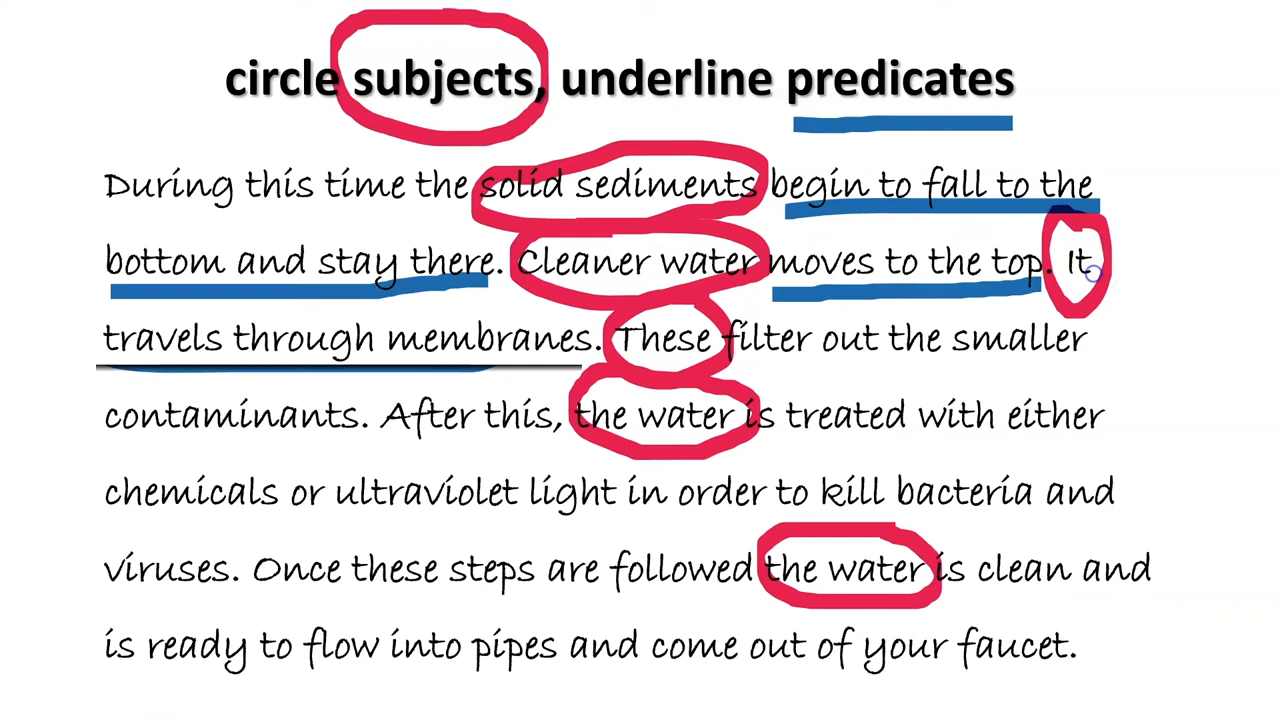 circle subjects, underline predicates
During this time the solid sediments begin to fall to the
bottom and stay there. Cleaner water moves to the top. It
travels through membranes. These filter out the smaller
contaminants. After this, the water is treated with either
chemicals or ultraviolet light in order to kill bacteria and
viruses. Once these steps are followed the water is clean and
is ready to flow into pipes and come out of your faucet.